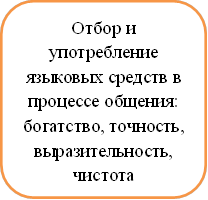 Отбор и
употребление
языковых средств в
процессе общения:
богатство, точность,
выразительность,
чистота